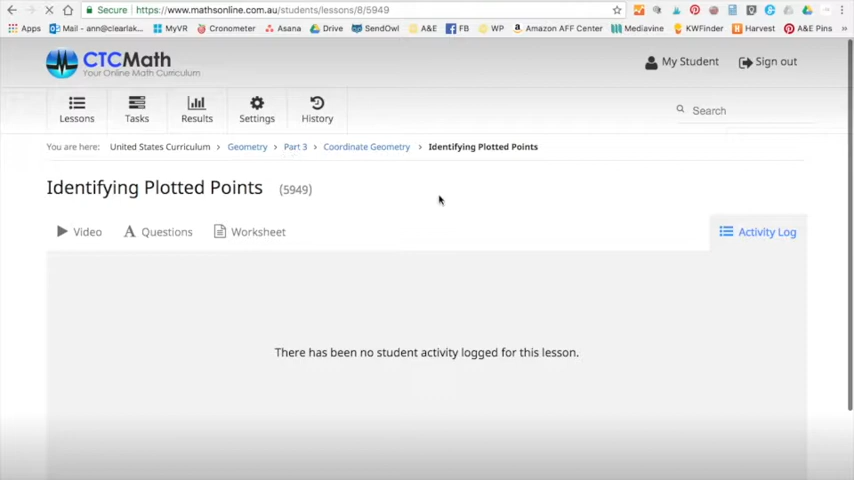 Secure https://www.mathsonline.com.au/students/lessons/8/5949
Apps Mail - ann@clearlak... MyVR Cronometer Asana Drive SendOwl A&E FB WP Amazon AFF Center Mediavine KWFinder Harvest A&E Pins »
CTCMath
Your Online Math Curriculum
My Student Sign out
Lessons Tasks Results Settings History
Search
You are here: United States Curriculum › Geometry › Part 3 › Coordinate Geometry › Identifying Plotted Points
Identifying Plotted Points (5949)
Video Questions Worksheet Activity Log
There has been no student activity logged for this lesson.